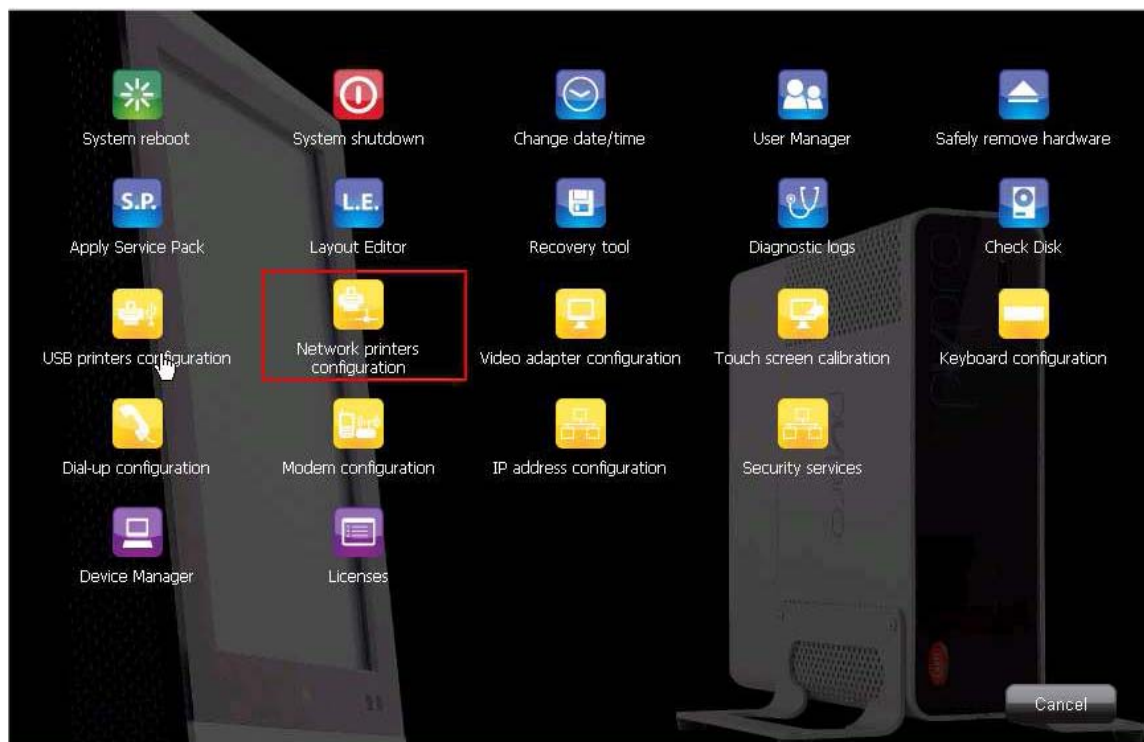 System reboot
System shutdown
Change date/time
User Manager
Safely remove hardware
S.P.
Apply Service Pack
L.E.
Layout Editor
Recovery tool
Diagnostic logs
Check Disk
USB printers configuration
Network printers
configuration
Video adapter configuration
Touch screen calibration
Keyboard configuration
Dial-up configuration
Modem configuration
IP address configuration
Security services
Device Manager
Licenses
Cancel